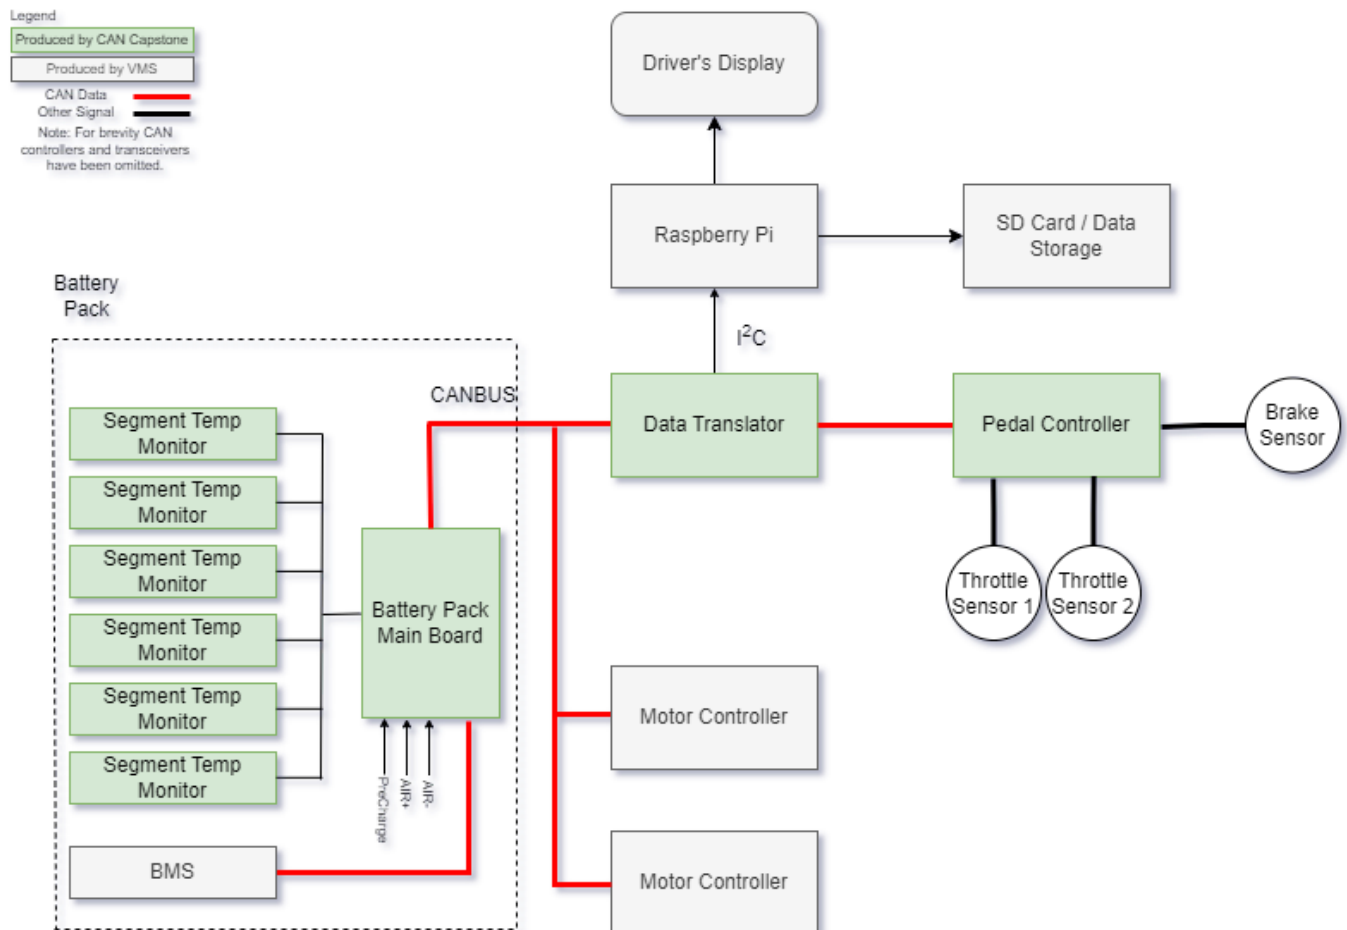 Legend
Produced by CAN Capstone
Produced by VMS
CAN Data
Other Signal
Note: For brevity CAN
controllers and transceivers
have been omitted.
Driver's Display
Raspberry Pi
SD Card / Data
Storage
I²C
Battery
Pack
CANBUS
Data Translator
Pedal Controller
Brake
Sensor
Throttle
Sensor 1
Throttle
Sensor 2
Segment Temp
Monitor
Segment Temp
Monitor
Segment Temp
Monitor
Segment Temp
Monitor
Segment Temp
Monitor
Segment Temp
Monitor
Battery Pack
Main Board
PreCharge
AIR+
AIR-
BMS
Motor Controller
Motor Controller